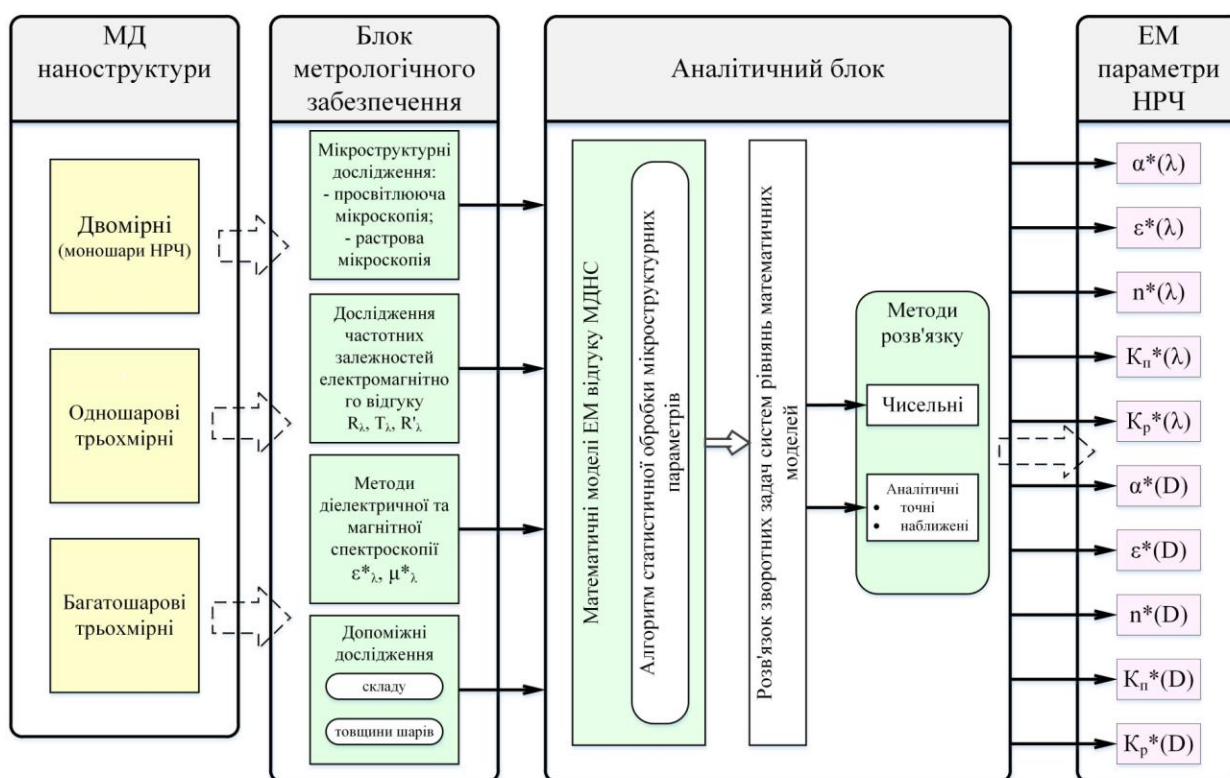 МД
наноструктури
Двомірні
(моношари НРЧ)
Одношарові
трьохмірні
Багатошарові
трьохмірні
Блок
метрологічного
забезпечення
Мікроструктурні
дослідження:
- просвітлююча
мікроскопія;
- растрова
мікроскопія
Дослідження
частотних
залежностей
електромагнітно
го відгуку
Rλ, Tλ, R'λ
Методи
діелектричної та
магнітної
спектроскопії
ε*λ, μ*λ
Допоміжні
дослідження
складу
товщини шарів
Аналітичний блок
Математичні моделі ЕМ відгуку МДНС
Алгоритм статистичної обробки мікроструктурних
параметрів
Розв'язок зворотних задач систем рівнянь математичних
моделей
Методи
розв'язку
Чисельні
Аналітичні
• точні
• наближені
ЕМ
параметри
НРЧ
α*(λ)
ε*(λ)
n*(λ)
Kп*(λ)
Kр*(λ)
α*(D)
ε*(D)
n*(D)
Kп*(D)
Kр*(D)